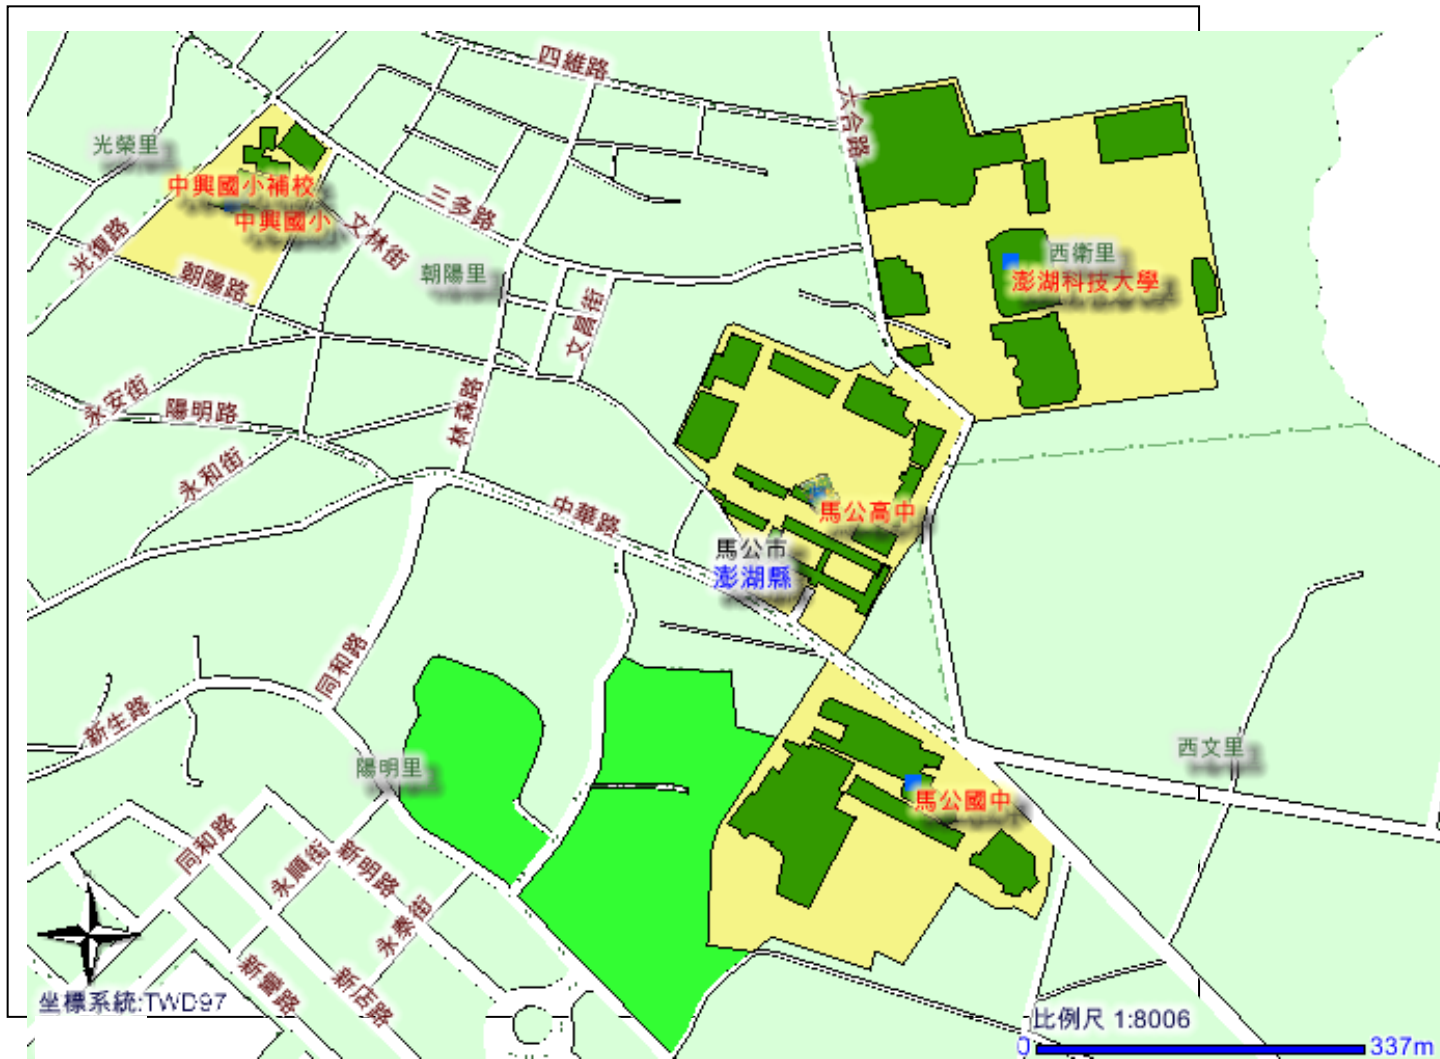 四維路
六合路
光榮里
中興國小補校
中興國小
三多路
文林街
光復路
朝陽路
朝陽里
西衛里
澎湖科技大學
文昌街
永安街
陽明路
林森路
永和街
中華路
馬公高中
馬公市
澎湖縣
同和路
新生路
陽明里
西文里
馬公國中
同和路
永順街
新明路
永泰街
新店路
坐標系統:TWD97
比例尺 1:8006
0
337m